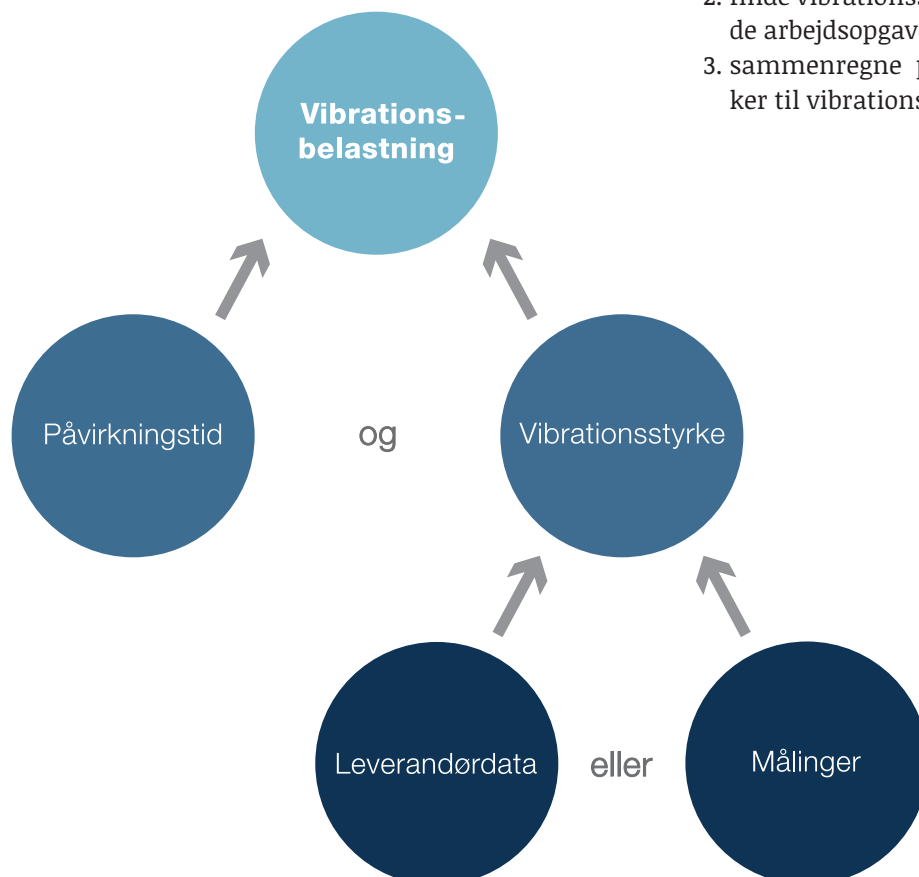 de arbejdsopgav
3. sammenregne p
ker til vibrations
Vibrations-
belastning
Påvirkningstid
og
Vibrationsstyrke
Leverandørdata
eller
Målinger